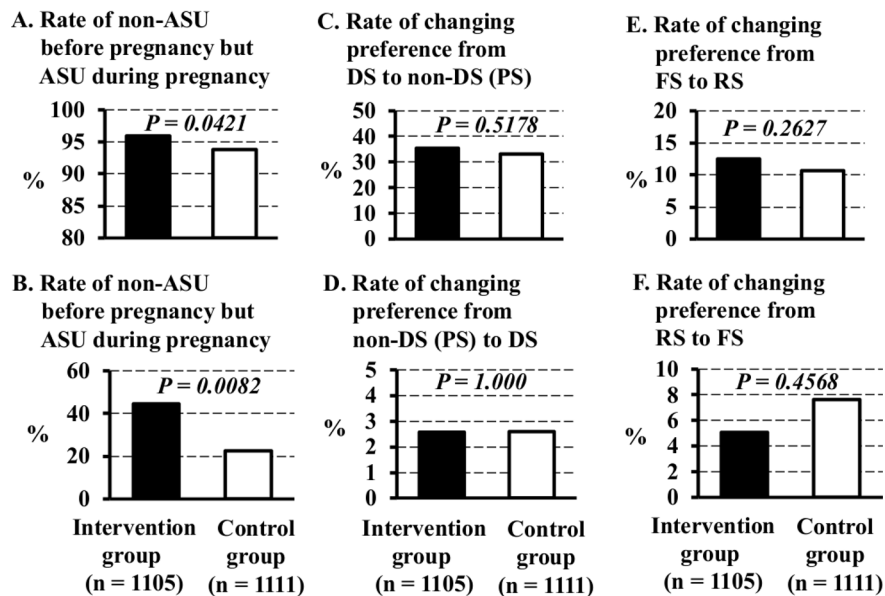 A. Rate of non-ASU
before pregnancy but
ASU during pregnancy
100
95
90
85
80
%
P = 0.0421
C. Rate of changing
preference from
DS to non-DS (PS)
50
40
30
20
10
0
%
P = 0.5178
E. Rate of changing
preference from
FS to RS
20
15
10
5
0
%
P = 0.2627
B. Rate of non-ASU
before pregnancy but
ASU during pregnancy
60
40
20
0
%
P = 0.0082
Intervention
group
(n = 1105)
Control
group
(n = 1111)
D. Rate of changing
preference from
non-DS (PS) to DS
5
4
3
2
1
0
%
P = 1.000
Intervention
group
(n = 1105)
Control
group
(n = 1111)
F. Rate of changing
preference from
RS to FS
10
8
6
4
2
0
%
P = 0.4568
Intervention
group
(n = 1105)
Control
group
(n = 1111)